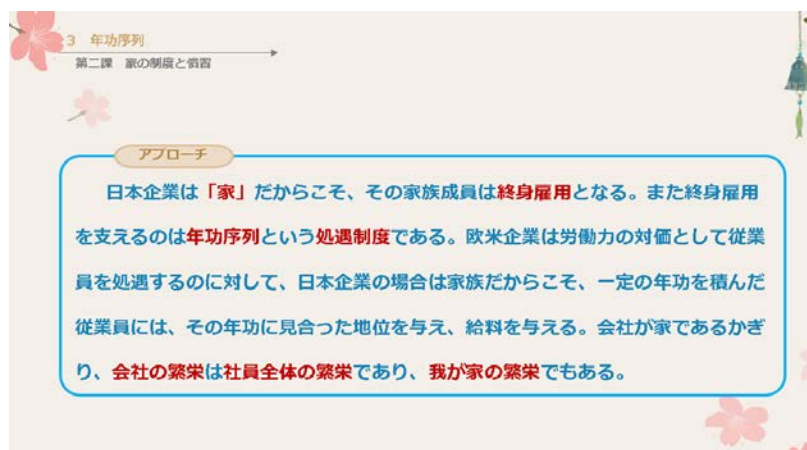 3 年功序列
第二課 家の制度と慣習
アプローチ
日本企業は「家」だからこそ、その家族成員は終身雇用となる。また終身雇用
を支えるのは年功序列という処遇制度である。欧米企業は労働力の対価として従業
員を処遇するのに対して、日本企業の場合は家族だからこそ、一定の年功を積んだ
従業員には、その年功に見合った地位を与え、給料を与える。会社が家であるかぎ
り、会社の繁栄は社員全体の繁栄であり、我が家の繁栄でもある。